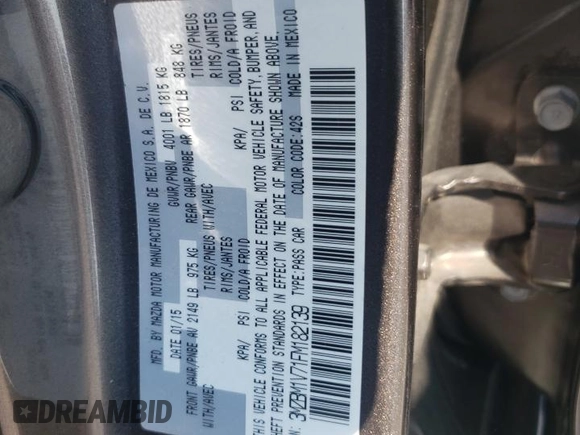 MFD. BY MAZDA MOTOR MANUFACTURING DE MEXICO S.A. DE C.V.
DATE 01/15 GVWR/PNBV 4001 LB 1815 KG
FRONT GAWR/PNBE AV 2149 LB 975 KG REAR GAWR/PNBE AR 1870 LB 848 KG
WITH/AVEC TIRES/PNEUS WITH/AVEC TIRES/PNEUS
RIMS/JANTES RIMS/JANTES
KPA/ PSI COLD/A FROID KPA/ PSI COLD/A FROID
THIS VEHICLE CONFORMS TO ALL APPLICABLE FEDERAL MOTOR VEHICLE SAFETY, BUMPER, AND
THEFT PREVENTION STANDARDS IN EFFECT ON THE DATE OF MANUFACTURE SHOWN ABOVE.
3MZBM1V71FM182139 TYPE:PASS CAR COLOR CODE:42S MADE IN MEXICO
DREAMBID